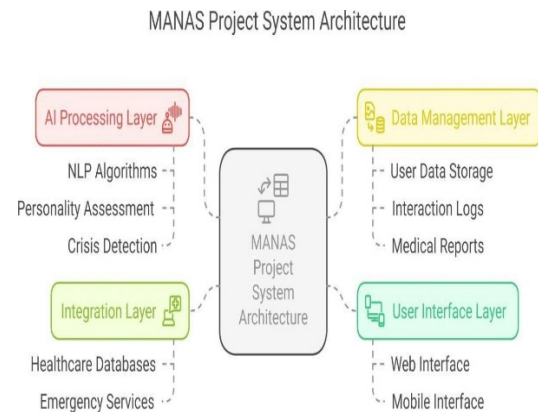 MANAS Project System Architecture
AI Processing Layer
NLP Algorithms
Personality Assessment
Crisis Detection
Integration Layer
Healthcare Databases
Emergency Services
MANAS
Project
System
Architecture
Data Management Layer
User Data Storage
Interaction Logs
Medical Reports
User Interface Layer
Web Interface
Mobile Interface